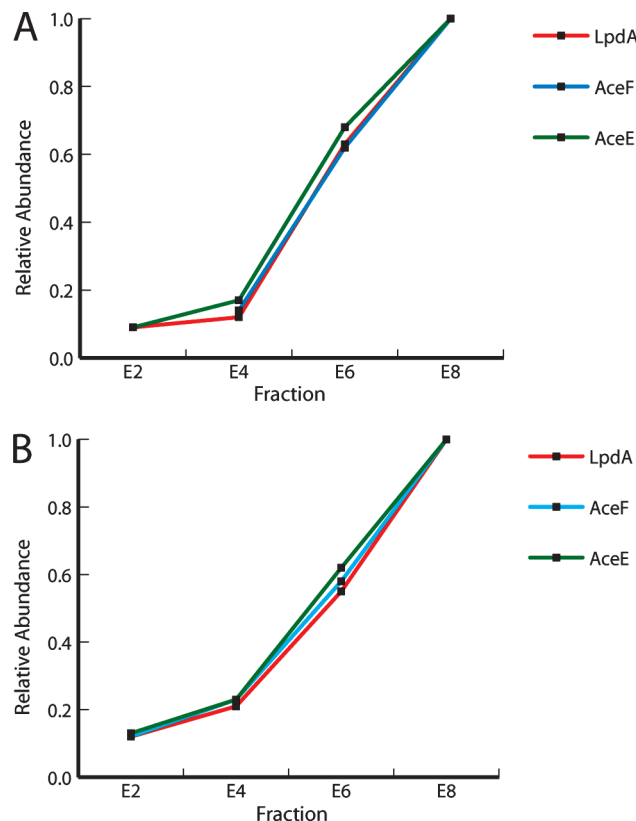 A
1.0
0.8
0.6
0.4
0.2
0.0
Relative Abundance
E2 E4 E6 E8
Fraction
LpdA
AceF
AceE
B
1.0
0.8
0.6
0.4
0.2
0.0
Relative Abundance
E2 E4 E6 E8
Fraction
LpdA
AceF
AceE